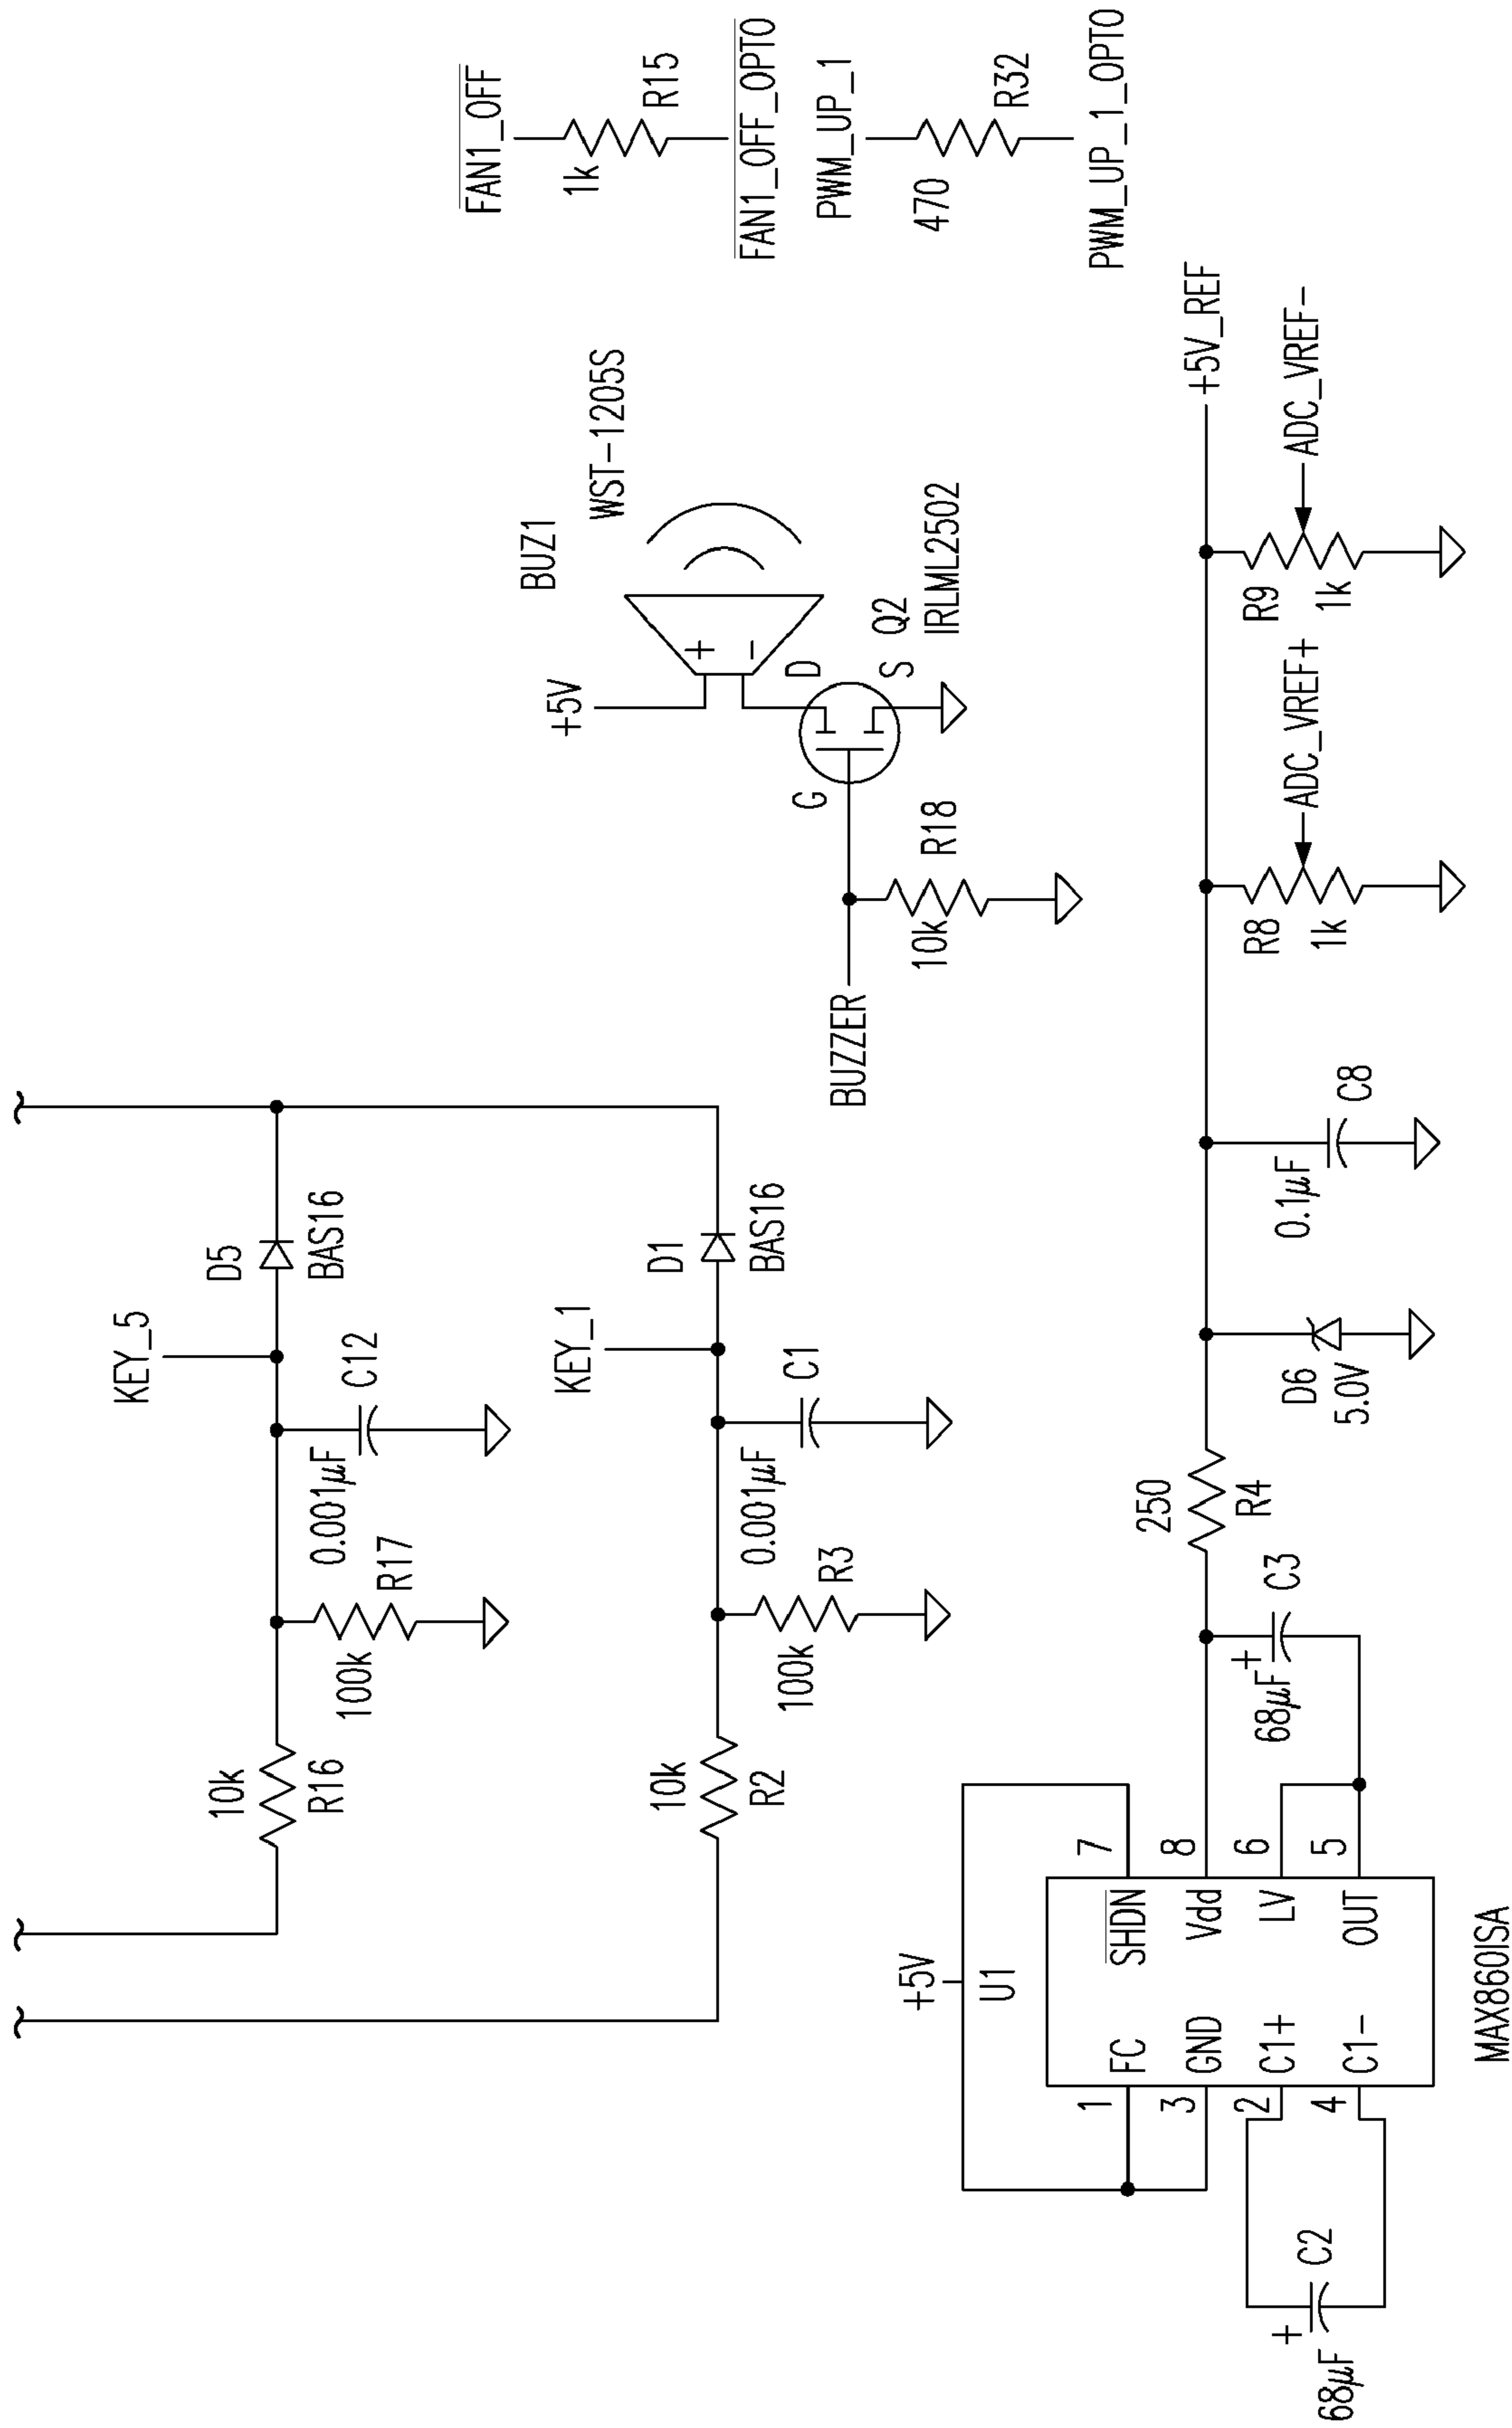 KEY_5
10k
R16
100k
R17
0.001μF
C12
D5
BAS16
KEY_1
10k
R2
100k
R3
0.001μF
C1
D1
BAS16
+5V
BUZ1
WST-1205S
BUZZER
10k
R18
G
D
S
Q2
IRLML2502
FAN1_OFF
1k
R15
FAN1_OFF_OPTO
PWM_UP_1
470
R32
PWM_UP_1_OPTO
+5V
U1
1
FC
SHDN
7
3
GND
Vdd
8
2
C1+
LV
6
4
C1-
OUT
5
MAX860ISA
+
68μF
C2
+
68μF
C3
250
R4
D6
5.0V
0.1μF
C8
R8
1k
ADC_VREF+
R9
1k
ADC_VREF-
+5V_REF
+
-